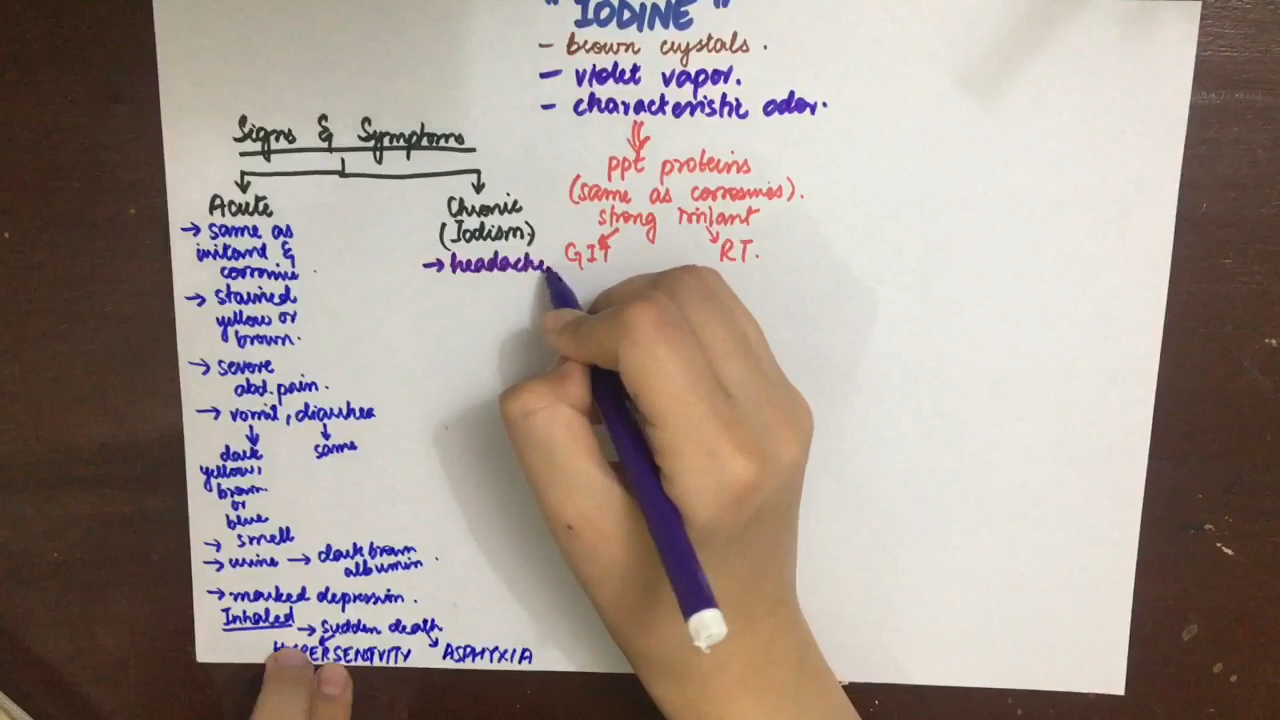 " IODINE "
- brown crystals.
- violet vapor.
- characteristic odor.
ppt proteins
(same as corrosives).
strong irritant
GIT RT.
Signs & Symptoms
Acute
→ same as
irritand &
corrosive.
→ stained
yellow or
brown.
→ severe
abd. pain.
→ vomit, diarrhea
dark
yellow,
brown
or
blue
same
→ smell
→ urine → dark brown
albumin.
→ marked depression.
Inhaled
→ sudden death
HYPERSENTVITY ASPHYXIA
Chronic
(Iodism)
→ headache